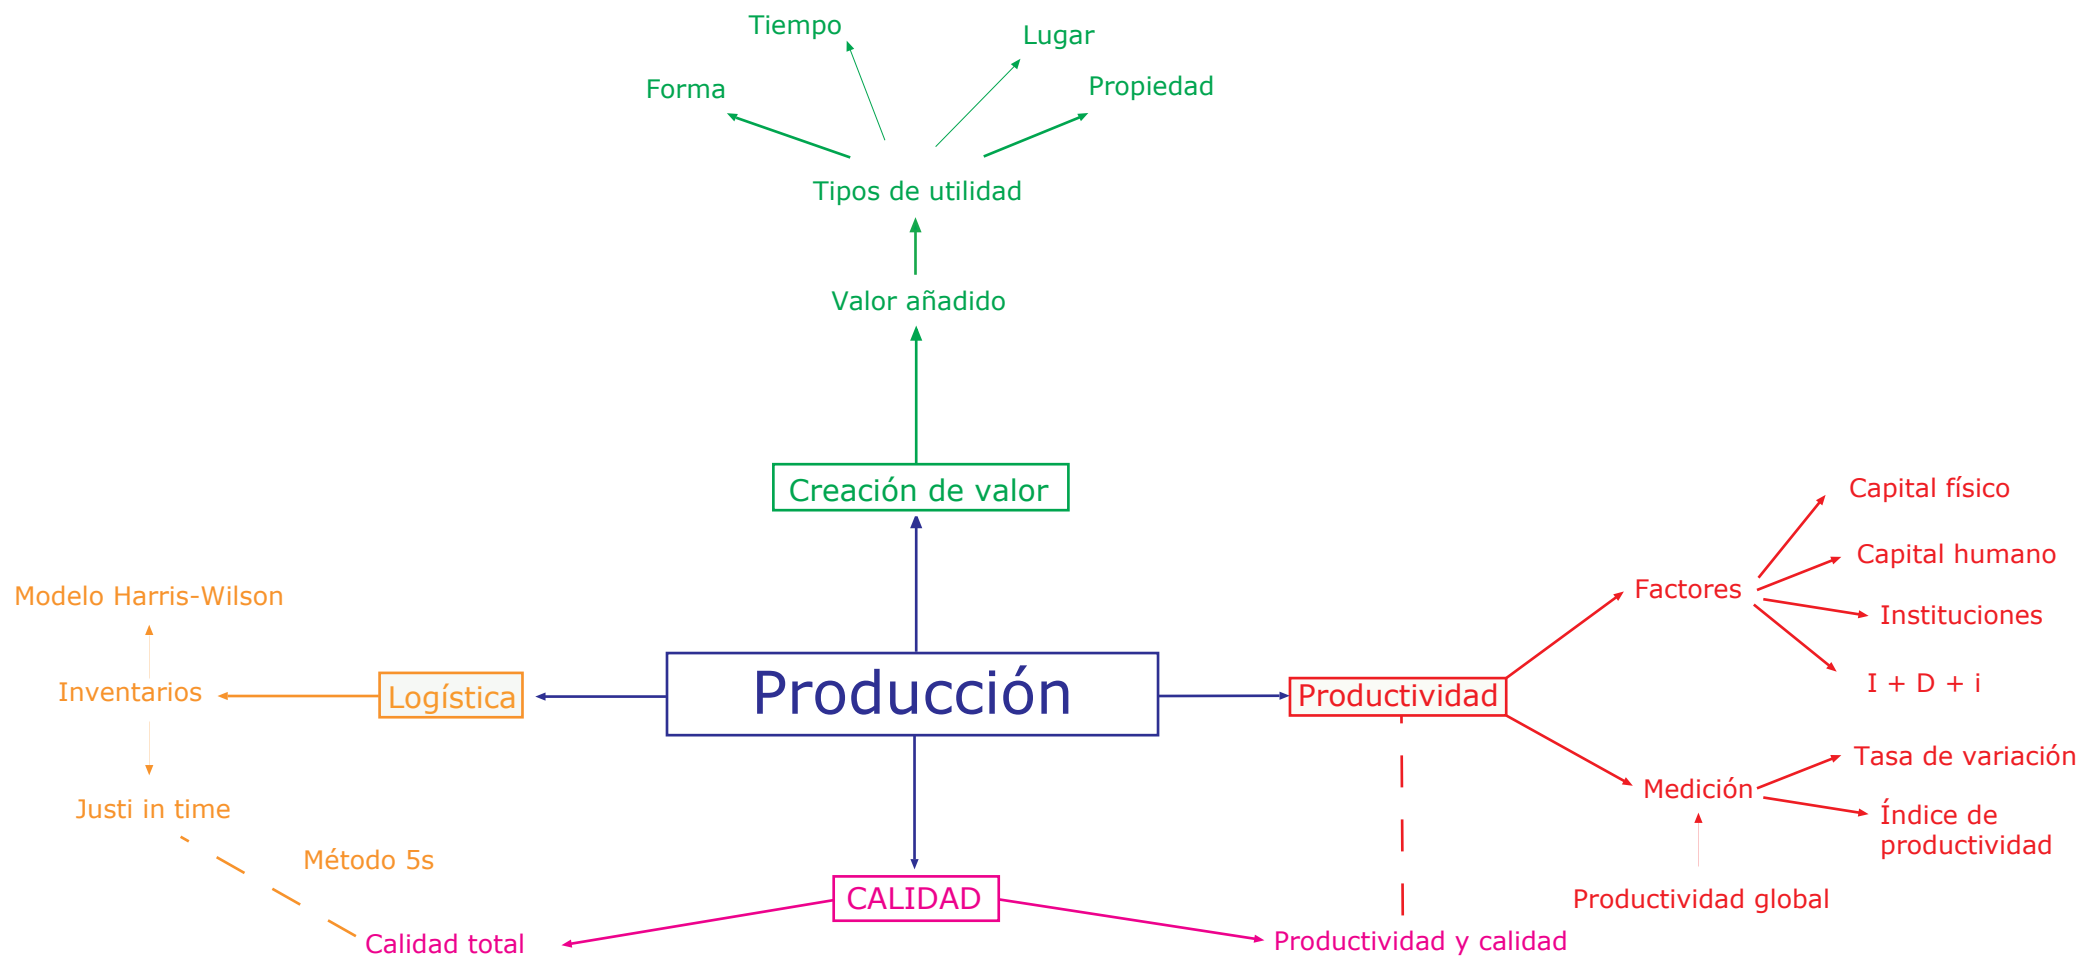 Tiempo
Lugar
Forma
Propiedad
Tipos de utilidad
Valor añadido
Creación de valor
Capital físico
Capital humano
Factores
Modelo Harris-Wilson
Instituciones
Inventarios
Logística
Producción
Productividad
I + D + i
Tasa de variación
Medición
Justi in time
Índice de
productividad
Método 5s
CALIDAD
Productividad global
Calidad total
Productividad y calidad